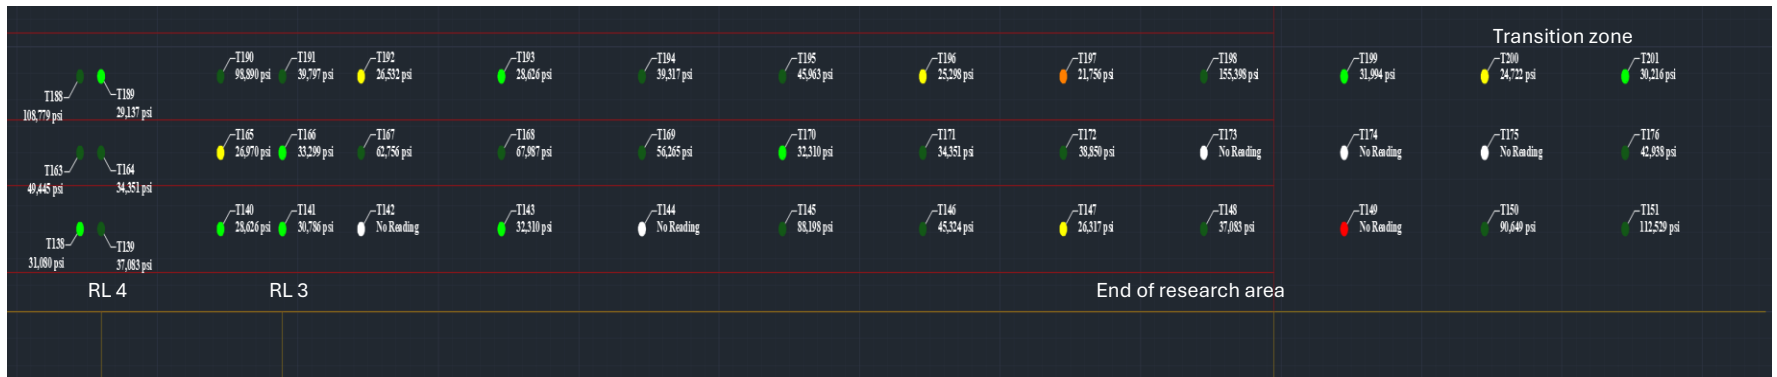 Transition zone
T190
98,890 psi
T191
39,797 psi
T192
26,532 psi
T193
28,626 psi
T194
39,317 psi
T195
45,963 psi
T196
25,298 psi
T197
21,756 psi
T198
155,398 psi
T199
31,994 psi
T200
24,722 psi
T201
30,216 psi
T188
108,779 psi
T189
29,137 psi
T165
26,970 psi
T166
33,299 psi
T167
62,756 psi
T168
67,987 psi
T169
56,265 psi
T170
32,310 psi
T171
34,351 psi
T172
38,850 psi
T173
No Reading
T174
No Reading
T175
No Reading
T176
42,938 psi
T163
49,445 psi
T164
34,351 psi
T140
28,626 psi
T141
30,786 psi
T142
No Reading
T143
32,310 psi
T144
No Reading
T145
88,198 psi
T146
45,324 psi
T147
26,317 psi
T148
37,083 psi
T149
No Reading
T150
90,649 psi
T151
112,529 psi
T138
31,080 psi
T139
37,083 psi
RL 4
RL 3
End of research area